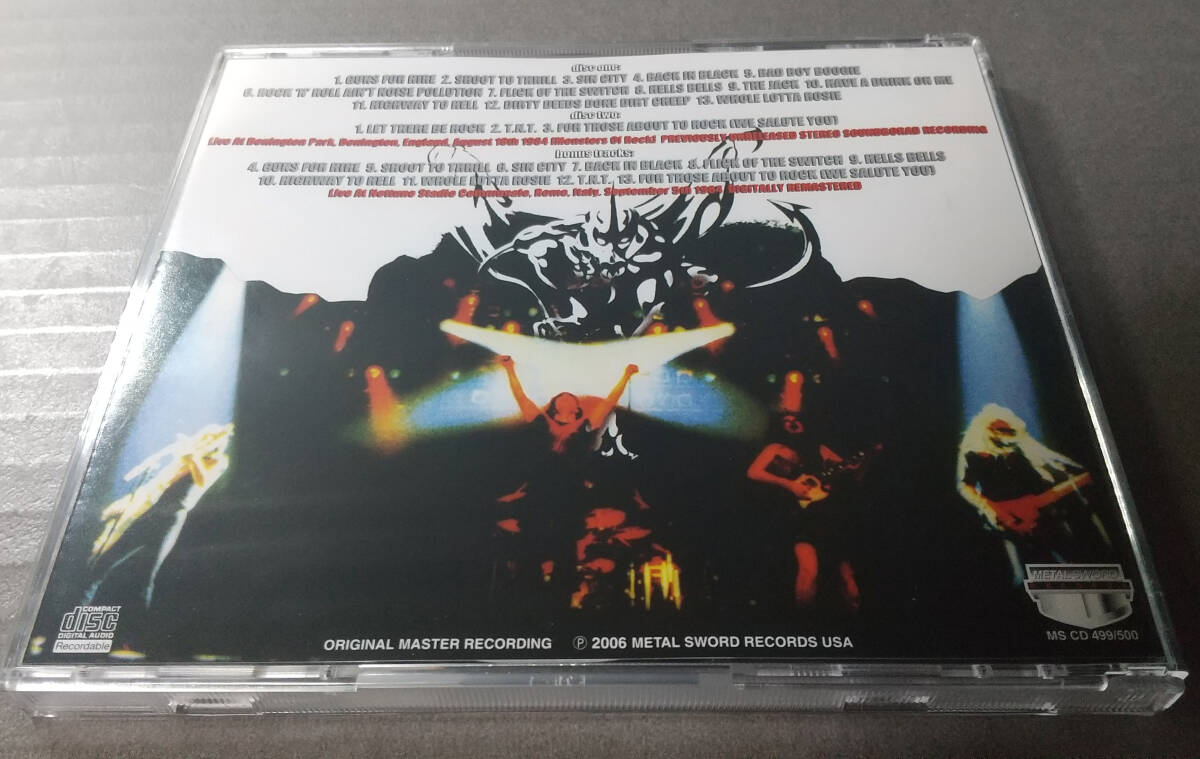 disc one:
1. GUNS FOR HIRE 2. SHOOT TO THRILL 3. SIN CITY 4. BACK IN BLACK 5. BAD BOY BOOGIE
6. ROCK 'N' ROLL AIN'T NOISE POLLUTION 7. FLICK OF THE SWITCH 8. HELLS BELLS 9. THE JACK 10. HAVE A DRINK ON ME
11. HIGHWAY TO HELL 12. DIRTY DEEDS DONE DIRT CHEEP 13. WHOLE LOTTA ROSIE
disc two:
1. LET THERE BE ROCK 2. T.N.T. 3. FOR THOSE ABOUT TO ROCK (WE SALUTE YOU)
Live At Donington Park, Donington, England, August 18th 1984 (Monsters Of Rock) PREVIOUSLY UNRELEASED STEREO SOUNDBORAD RECORDING
bonus tracks:
4. GUNS FOR HIRE 5. SHOOT TO THRILL 6. SIN CITY 7. BACK IN BLACK 8. FLICK OF THE SWITCH 9. HELLS BELLS
10. HIGHWAY TO HELL 11. WHOLE LOTTA ROSIE 12. T.N.T. 13. FOR THOSE ABOUT TO ROCK (WE SALUTE YOU)
Live At Nettuno Stadio Communale, Rome, Italy. September 5th DIGITALLY REMASTERED
METAL SWORD
COMPACT
disc
DIGITAL AUDIO
Recordable
ORIGINAL MASTER RECORDING ℗ 2006 METAL SWORD RECORDS USA
MS CD 499/500